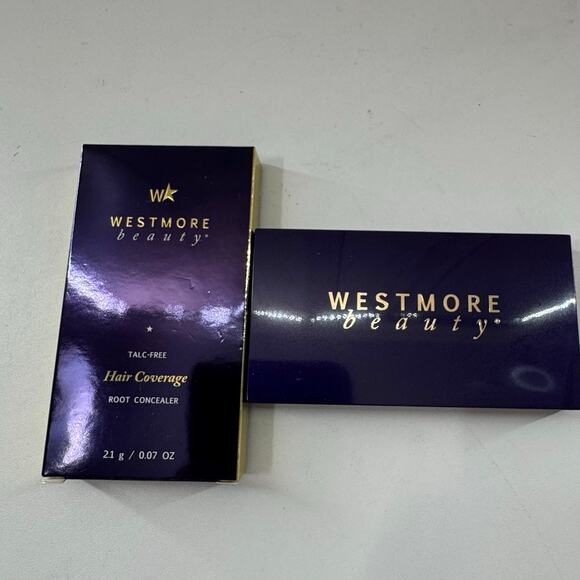 W★
WESTMORE
beauty®
TALC-FREE
Hair Coverage
ROOT CONCEALER
2.1 g / 0.07 OZ
WESTMORE
beauty®